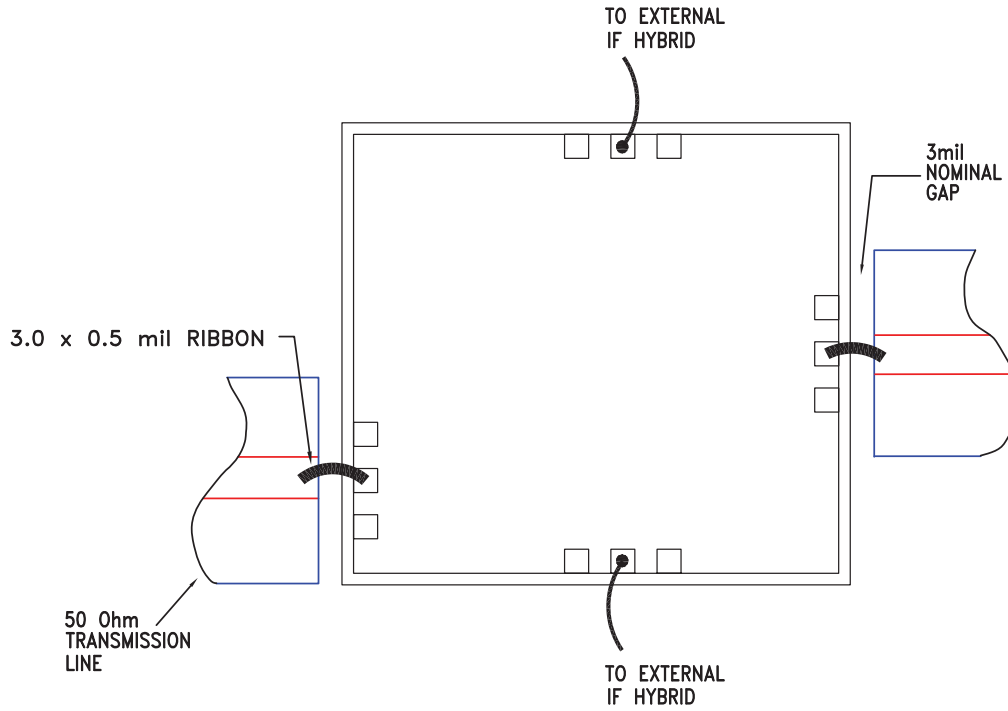 TO EXTERNAL
IF HYBRID
3mil
NOMINAL
GAP
3.0 x 0.5 mil RIBBON
50 Ohm
TRANSMISSION
LINE
TO EXTERNAL
IF HYBRID